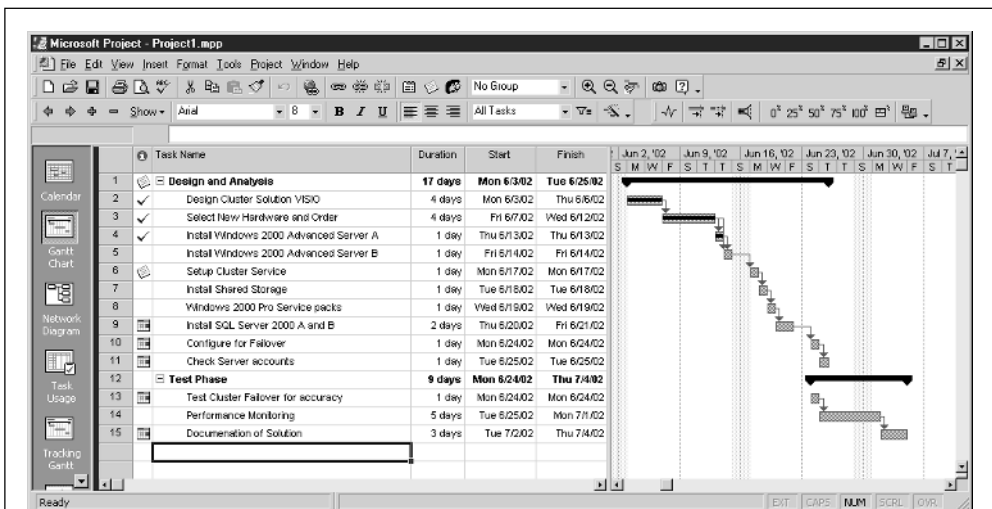 Microsoft Project - Project1.mpp
File Edit View Insert Format Tools Project Window Help
No Group
Show Arial 8 B I U All Tasks 0% 25% 50% 75% 100%
Task Name Duration Start Finish Jun 2, '02 Jun 9, '02 Jun 16, '02 Jun 23, '02 Jun 30, '02 Jul 7, '
S M W F S T T S M W F S T T S M W F S T
1 Design and Analysis 17 days Mon 6/3/02 Tue 6/25/02
2 Design Cluster Solution VISIO 4 days Mon 6/3/02 Thu 6/6/02
3 Select New Hardware and Order 4 days Fri 6/7/02 Wed 6/12/02
4 Install Windows 2000 Advanced Server A 1 day Thu 6/13/02 Thu 6/13/02
5 Install Windows 2000 Advanced Server B 1 day Fri 6/14/02 Fri 6/14/02
6 Setup Cluster Service 1 day Mon 6/17/02 Mon 6/17/02
7 Install Shared Storage 1 day Tue 6/18/02 Tue 6/18/02
8 Windows 2000 Pro Service packs 1 day Wed 6/19/02 Wed 6/19/02
9 Install SQL Server 2000 A and B 2 days Thu 6/20/02 Fri 6/21/02
10 Configure for Failover 1 day Mon 6/24/02 Mon 6/24/02
11 Check Server accounts 1 day Tue 6/25/02 Tue 6/25/02
12 Test Phase 9 days Mon 6/24/02 Thu 7/4/02
13 Test Cluster Failover for accuracy 1 day Mon 6/24/02 Mon 6/24/02
14 Performance Monitoring 5 days Tue 6/25/02 Mon 7/1/02
15 Documenation of Solution 3 days Tue 7/2/02 Thu 7/4/02
Calendar
Gantt
Chart
Network
Diagram
Task
Usage
Tracking
Gantt
Ready EXT CAPS NUM SCRL OVR